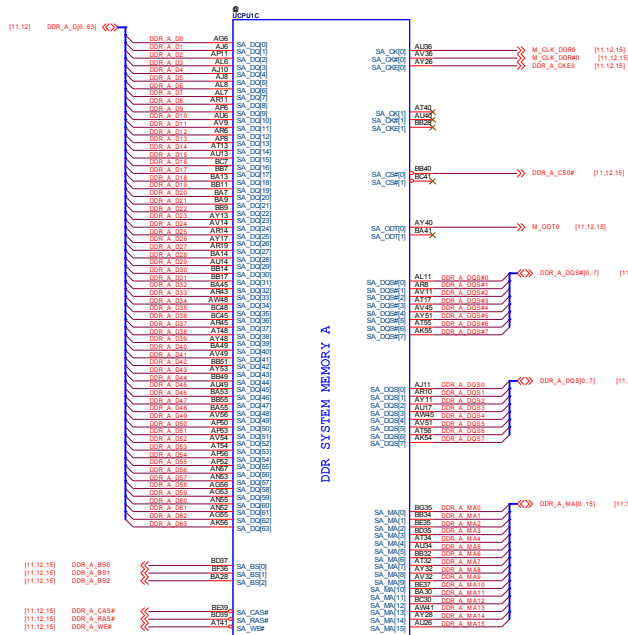 @
UCPU1C
[11,12] DDR_A_D[0..63]
DDR_A_D0 AG6 SA_DQ[0]
DDR_A_D1 AJ6 SA_DQ[1]
DDR_A_D2 AP11 SA_DQ[2]
DDR_A_D3 AL6 SA_DQ[3]
DDR_A_D4 AJ10 SA_DQ[4]
DDR_A_D5 AJ8 SA_DQ[5]
DDR_A_D6 AL8 SA_DQ[6]
DDR_A_D7 AL7 SA_DQ[7]
DDR_A_D8 AR11 SA_DQ[8]
DDR_A_D9 AP6 SA_DQ[9]
DDR_A_D10 AU6 SA_DQ[10]
DDR_A_D11 AV9 SA_DQ[11]
DDR_A_D12 AR6 SA_DQ[12]
DDR_A_D13 AP8 SA_DQ[13]
DDR_A_D14 AT13 SA_DQ[14]
DDR_A_D15 AU13 SA_DQ[15]
DDR_A_D16 BC7 SA_DQ[16]
DDR_A_D17 BB7 SA_DQ[17]
DDR_A_D18 BA13 SA_DQ[18]
DDR_A_D19 BB11 SA_DQ[19]
DDR_A_D20 BA7 SA_DQ[20]
DDR_A_D21 BA9 SA_DQ[21]
DDR_A_D22 BB9 SA_DQ[22]
DDR_A_D23 AY13 SA_DQ[23]
DDR_A_D24 AV14 SA_DQ[24]
DDR_A_D25 AR14 SA_DQ[25]
DDR_A_D26 AY17 SA_DQ[26]
DDR_A_D27 AR19 SA_DQ[27]
DDR_A_D28 BA14 SA_DQ[28]
DDR_A_D29 AU14 SA_DQ[29]
DDR_A_D30 BB14 SA_DQ[30]
DDR_A_D31 BB17 SA_DQ[31]
DDR_A_D32 BA45 SA_DQ[32]
DDR_A_D33 AR43 SA_DQ[33]
DDR_A_D34 AW48 SA_DQ[34]
DDR_A_D35 BC48 SA_DQ[35]
DDR_A_D36 BC45 SA_DQ[36]
DDR_A_D37 AR45 SA_DQ[37]
DDR_A_D38 AT48 SA_DQ[38]
DDR_A_D39 AY48 SA_DQ[39]
DDR_A_D40 BA49 SA_DQ[40]
DDR_A_D41 AV49 SA_DQ[41]
DDR_A_D42 BB51 SA_DQ[42]
DDR_A_D43 AY53 SA_DQ[43]
DDR_A_D44 BB49 SA_DQ[44]
DDR_A_D45 AU49 SA_DQ[45]
DDR_A_D46 BA53 SA_DQ[46]
DDR_A_D47 BB55 SA_DQ[47]
DDR_A_D48 BA55 SA_DQ[48]
DDR_A_D49 AV56 SA_DQ[49]
DDR_A_D50 AP50 SA_DQ[50]
DDR_A_D51 AP53 SA_DQ[51]
DDR_A_D52 AV54 SA_DQ[52]
DDR_A_D53 AT54 SA_DQ[53]
DDR_A_D54 AP56 SA_DQ[54]
DDR_A_D55 AP52 SA_DQ[55]
DDR_A_D56 AN57 SA_DQ[56]
DDR_A_D57 AN53 SA_DQ[57]
DDR_A_D58 AG56 SA_DQ[58]
DDR_A_D59 AG53 SA_DQ[59]
DDR_A_D60 AN55 SA_DQ[60]
DDR_A_D61 AN52 SA_DQ[61]
DDR_A_D62 AG55 SA_DQ[62]
DDR_A_D63 AK56 SA_DQ[63]
[11,12,15] DDR_A_BS0 BD37 SA_BS[0]
[11,12,15] DDR_A_BS1 BF36 SA_BS[1]
[11,12,15] DDR_A_BS2 BA28 SA_BS[2]
[11,12,15] DDR_A_CAS# BE39 SA_CAS#
[11,12,15] DDR_A_RAS# BD39 SA_RAS#
[11,12,15] DDR_A_WE# AT41 SA_WE#
DDR SYSTEM MEMORY A
SA_CK[0] AU36 M_CLK_DDR0 [11,12,15]
SA_CK#[0] AV36 M_CLK_DDR#0 [11,12,15]
SA_CKE[0] AY26 DDR_A_CKE0 [11,12,15]
SA_CK[1] AT40
SA_CK#[1] AU40
SA_CKE[1] BB26
SA_CS#[0] BB40 DDR_A_CS0# [11,12,15]
SA_CS#[1] BC41
SA_ODT[0] AY40 M_ODT0 [11,12,15]
SA_ODT[1] BA41
DDR_A_DQS#[0..7] [11
SA_DQS#[0] AL11 DDR_A_DQS#0
SA_DQS#[1] AR8 DDR_A_DQS#1
SA_DQS#[2] AV11 DDR_A_DQS#2
SA_DQS#[3] AT17 DDR_A_DQS#3
SA_DQS#[4] AV45 DDR_A_DQS#4
SA_DQS#[5] AY51 DDR_A_DQS#5
SA_DQS#[6] AT55 DDR_A_DQS#6
SA_DQS#[7] AK55 DDR_A_DQS#7
DDR_A_DQS[0..7] [11,
SA_DQS[0] AJ11 DDR_A_DQS0
SA_DQS[1] AR10 DDR_A_DQS1
SA_DQS[2] AY11 DDR_A_DQS2
SA_DQS[3] AU17 DDR_A_DQS3
SA_DQS[4] AW45 DDR_A_DQS4
SA_DQS[5] AV51 DDR_A_DQS5
SA_DQS[6] AT56 DDR_A_DQS6
SA_DQS[7] AK54 DDR_A_DQS7
DDR_A_MA[0..15] [11,
SA_MA[0] BG35 DDR_A_MA0
SA_MA[1] BB34 DDR_A_MA1
SA_MA[2] BE35 DDR_A_MA2
SA_MA[3] BD35 DDR_A_MA3
SA_MA[4] AT34 DDR_A_MA4
SA_MA[5] AU34 DDR_A_MA5
SA_MA[6] BB32 DDR_A_MA6
SA_MA[7] AT32 DDR_A_MA7
SA_MA[8] AY32 DDR_A_MA8
SA_MA[9] AV32 DDR_A_MA9
SA_MA[10] BE37 DDR_A_MA10
SA_MA[11] BA30 DDR_A_MA11
SA_MA[12] BC30 DDR_A_MA12
SA_MA[13] AW41 DDR_A_MA13
SA_MA[14] AY28 DDR_A_MA14
SA_MA[15] AU26 DDR_A_MA15